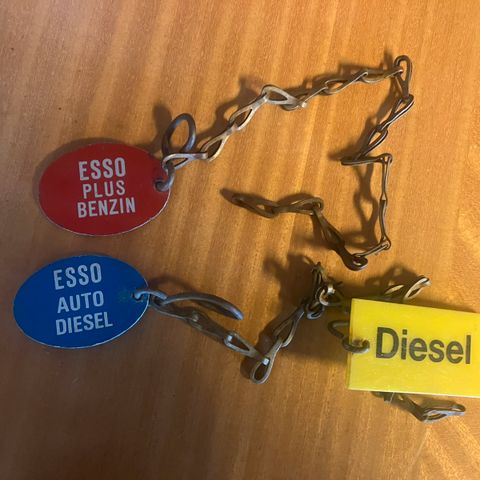 ESSO
PLUS
BENZIN
ESSO
AUTO
DIESEL
Diesel